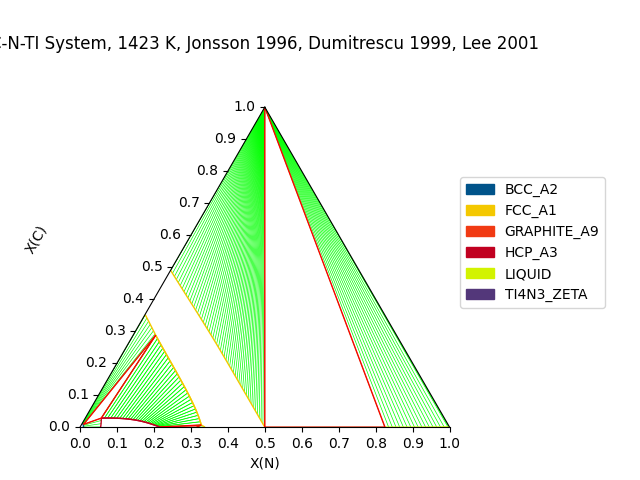 C-N-TI System, 1423 K, Jonsson 1996, Dumitrescu 1999, Lee 2001
1.0
0.9
0.8
0.7
0.6
0.5
0.4
0.3
0.2
0.1
0.0
X(C)
0.0 0.1 0.2 0.3 0.4 0.5 0.6 0.7 0.8 0.9 1.0
X(N)
BCC_A2
FCC_A1
GRAPHITE_A9
HCP_A3
LIQUID
TI4N3_ZETA